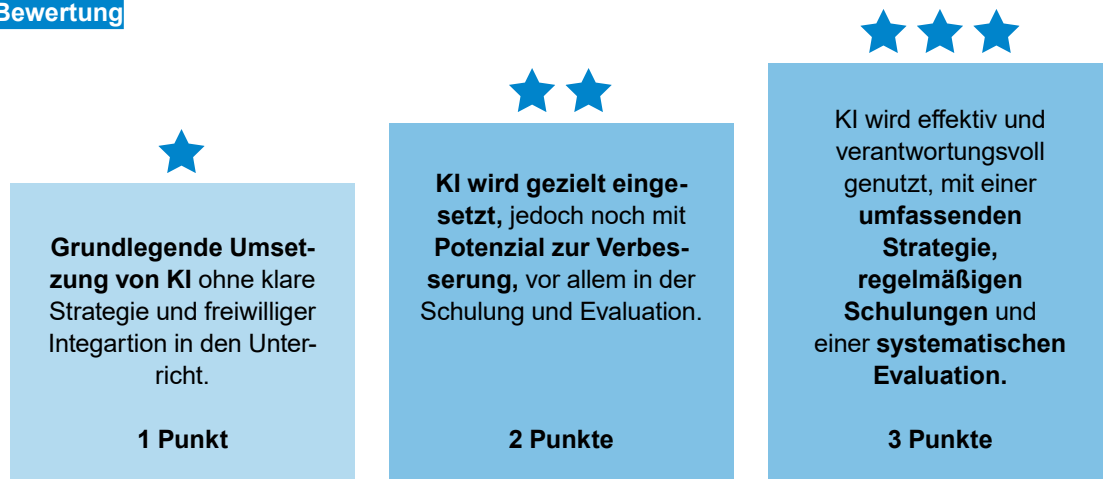 Bewertung
Grundlegende Umset-
zung von KI ohne klare
Strategie und freiwilliger
Integartion in den Unter-
richt.
1 Punkt
KI wird gezielt einge-
setzt, jedoch noch mit
Potenzial zur Verbes-
serung, vor allem in der
Schulung und Evaluation.
2 Punkte
KI wird effektiv und
verantwortungsvoll
genutzt, mit einer
umfassenden
Strategie,
regelmäßigen
Schulungen und
einer systematischen
Evaluation.
3 Punkte